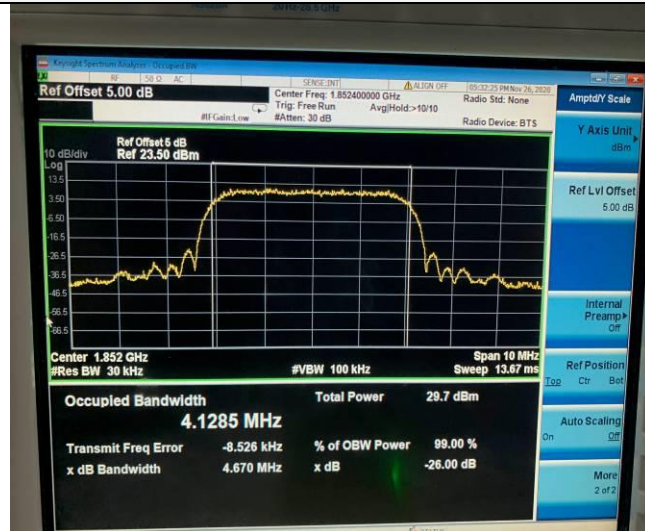 20 Hz-26.5 GHz
Keysight Spectrum Analyzer - Occupied BW
RF 50 Ω AC SENSE:INT ALIGN OFF 05:32:25 PM Nov 26, 2020
Ref Offset 5.00 dB
Center Freq: 1.852400000 GHz
Radio Std: None
Trig: Free Run Avg|Hold:>10/10
#IFGain:Low #Atten: 30 dB Radio Device: BTS
Ref Offset 5 dB
10 dB/div Ref 23.50 dBm
Log
13.5
3.50
-6.50
-16.5
-26.5
-36.5
-46.5
-56.5
-66.5
Center 1.852 GHz Span 10 MHz
#Res BW 30 kHz #VBW 100 kHz Sweep 13.67 ms
Occupied Bandwidth Total Power 29.7 dBm
4.1285 MHz
Transmit Freq Error -8.526 kHz % of OBW Power 99.00 %
x dB Bandwidth 4.670 MHz x dB -26.00 dB
Amptd/Y Scale
Y Axis Unit
dBm
Ref Lvl Offset
5.00 dB
Internal
Preamp
Off
Ref Position
Top Ctr Bot
Auto Scaling
On Off
More
2 of 2